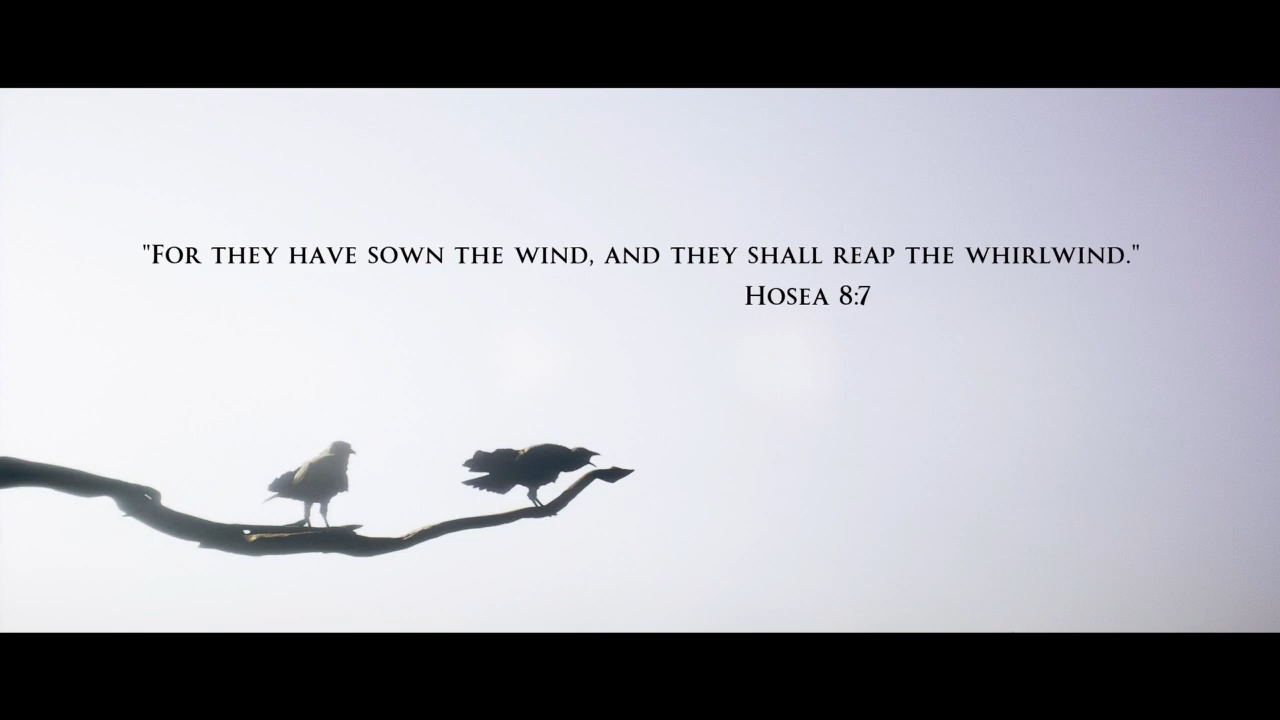 "For they have sown the wind, and they shall reap the whirlwind."
Hosea 8:7